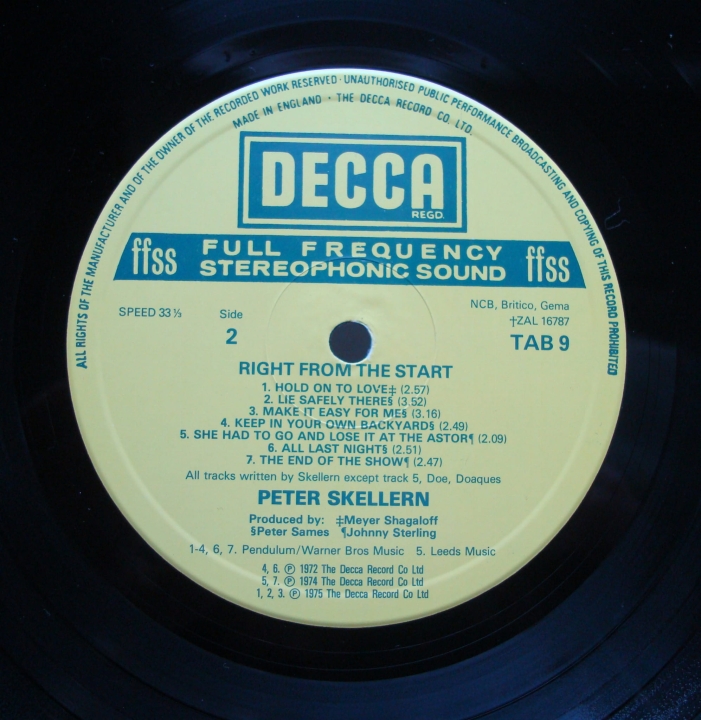 ALL RIGHTS OF THE MANUFACTURER AND OF THE OWNER OF THE RECORDED WORK RESERVED · UNAUTHORISED PUBLIC PERFORMANCE BROADCASTING AND COPYING OF THIS RECORD PROHIBITED
MADE IN ENGLAND · THE DECCA RECORD CO. LTD.
DECCA
REGD.
ffss FULL FREQUENCY ffss
STEREOPHONIC SOUND
SPEED 33⅓ Side NCB, Britico, Gema
†ZAL 16787
2 TAB 9
RIGHT FROM THE START
1. HOLD ON TO LOVE‡ (2.57)
2. LIE SAFELY THERE§ (3.52)
3. MAKE IT EASY FOR ME§ (3.16)
4. KEEP IN YOUR OWN BACKYARD§ (2.49)
5. SHE HAD TO GO AND LOSE IT AT THE ASTOR¶ (2.09)
6. ALL LAST NIGHT§ (2.51)
7. THE END OF THE SHOW¶ (2.47)
All tracks written by Skellern except track 5, Doe, Doaques
PETER SKELLERN
Produced by: ‡Meyer Shagaloff
§Peter Sames ¶Johnny Sterling
1-4, 6, 7. Pendulum/Warner Bros Music 5. Leeds Music
4, 6. ℗ 1972 The Decca Record Co Ltd
5, 7. ℗ 1974 The Decca Record Co Ltd
1, 2, 3. ℗ 1975 The Decca Record Co Ltd